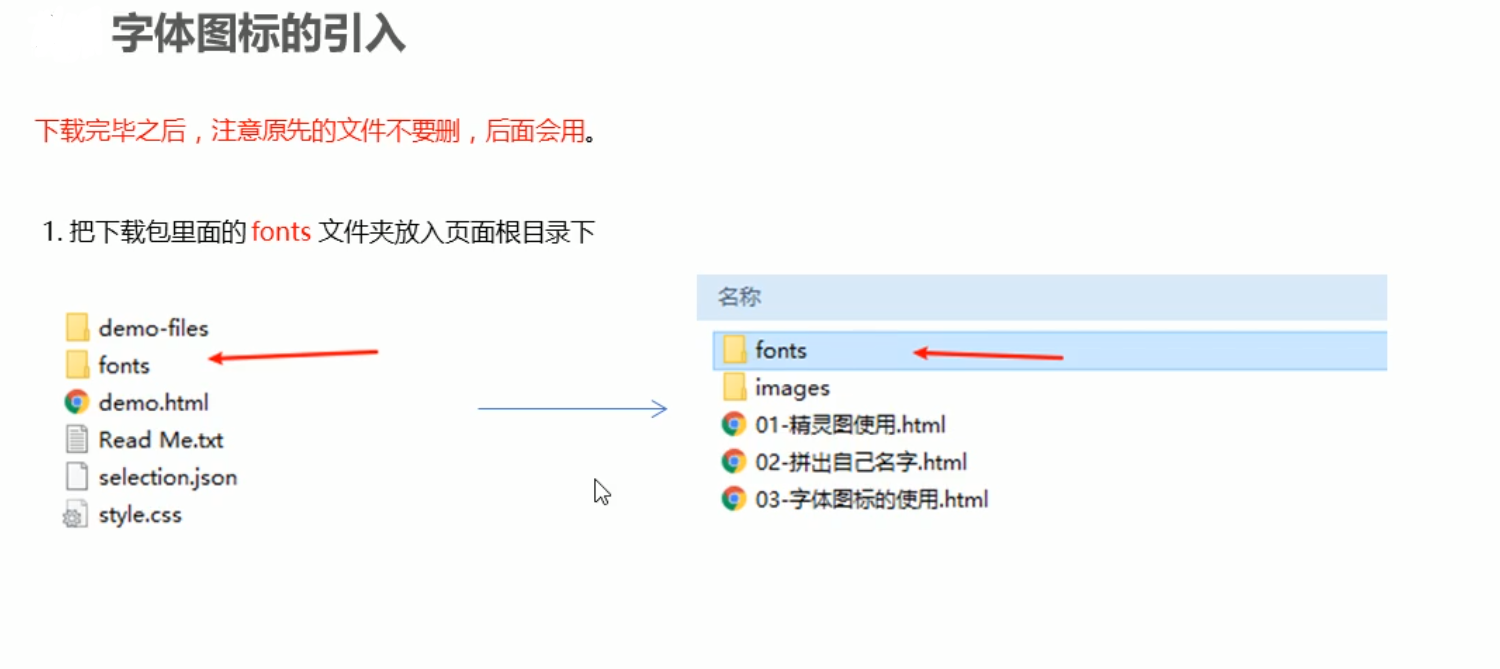 字体图标的引入
下载完毕之后，注意原先的文件不要删，后面会用。
1. 把下载包里面的 fonts 文件夹放入页面根目录下
demo-files
fonts
demo.html
Read Me.txt
selection.json
style.css
名称
fonts
images
01-精灵图使用.html
02-拼出自己名字.html
03-字体图标的使用.html